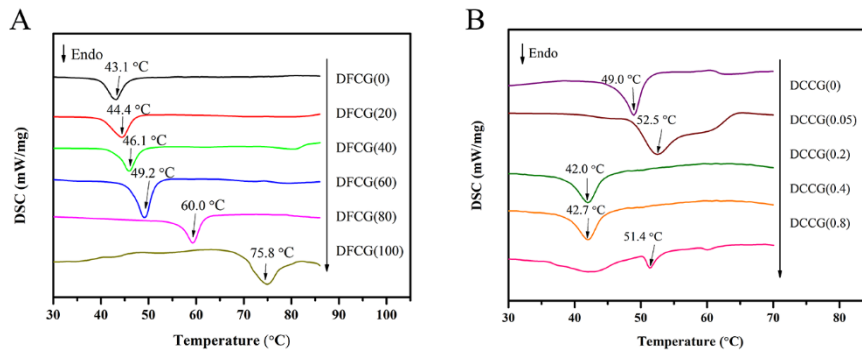 A
Endo
43.1 °C
DFCG(0)
44.4 °C
DFCG(20)
46.1 °C
DFCG(40)
49.2 °C
DFCG(60)
60.0 °C
DFCG(80)
75.8 °C
DFCG(100)
DSC (mW/mg)
30 40 50 60 70 80 90 100
Temperature (°C)
B
Endo
49.0 °C
DCCG(0)
52.5 °C
DCCG(0.05)
DCCG(0.2)
42.0 °C
DCCG(0.4)
42.7 °C
DCCG(0.8)
51.4 °C
DSC (mW/mg)
30 40 50 60 70 80
Temperature (°C)